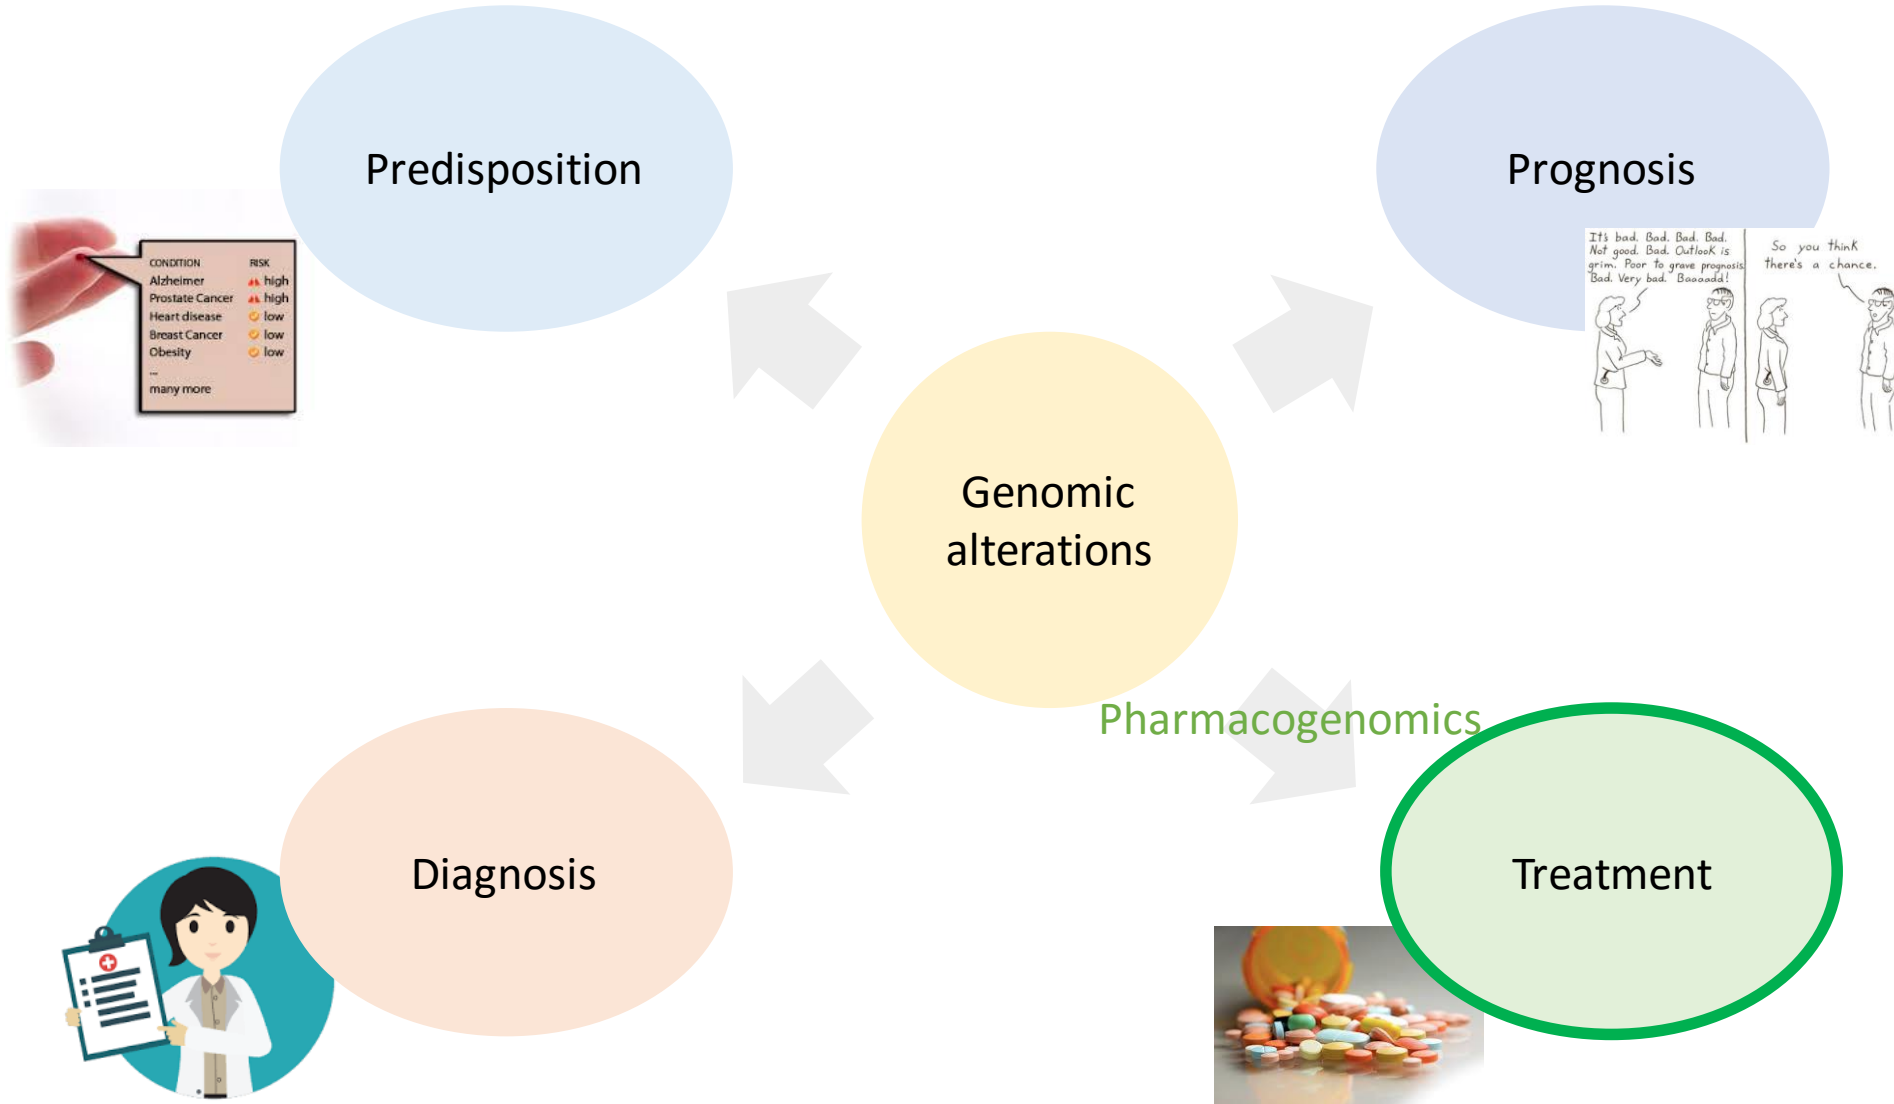 Predisposition
Prognosis
CONDITION RISK
Alzheimer high
Prostate Cancer high
Heart disease low
Breast Cancer low
Obesity low
...
many more
It's bad. Bad. Bad. Bad.
Not good. Bad. Outlook is
grim. Poor to grave prognosis.
Bad. Very bad. Baaaadd!
So you think
there's a chance.
Genomic
alterations
Pharmacogenomics
Diagnosis
Treatment